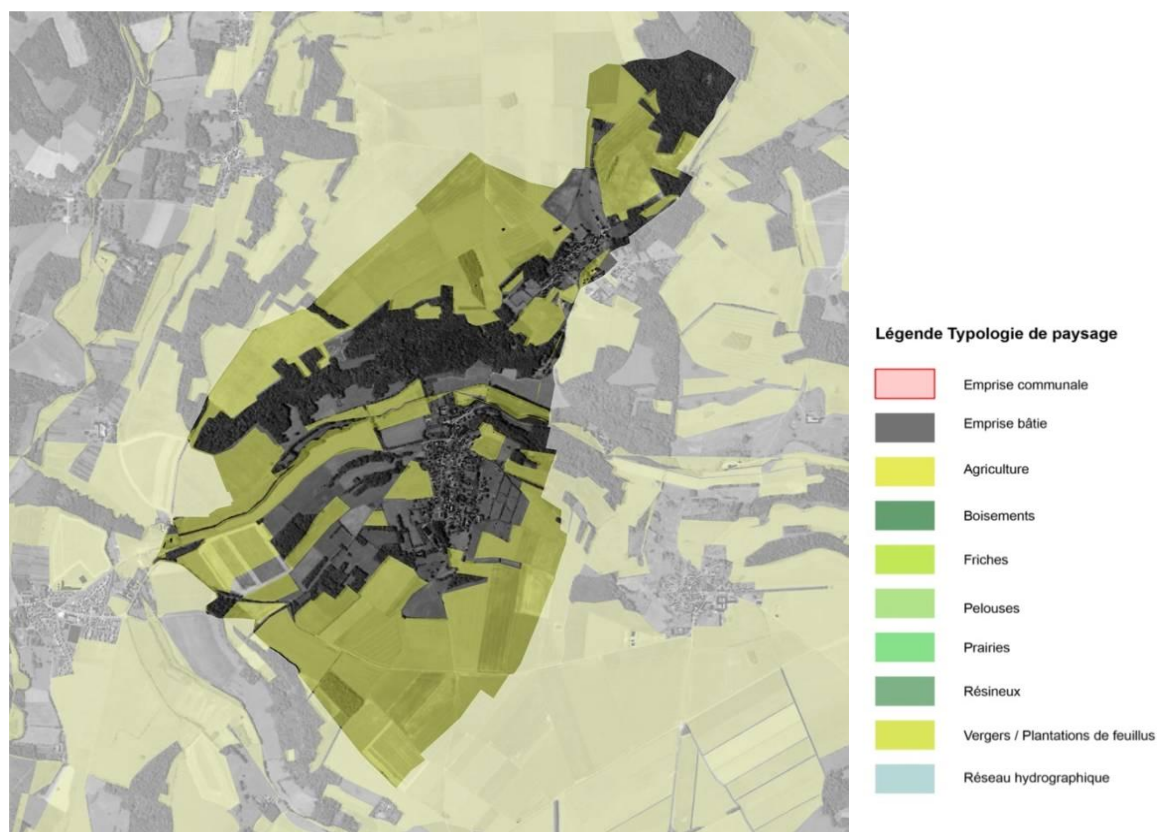 Légende Typologie de paysage
Emprise communale
Emprise bâtie
Agriculture
Boisements
Friches
Pelouses
Prairies
Résineux
Vergers / Plantations de feuillus
Réseau hydrographique